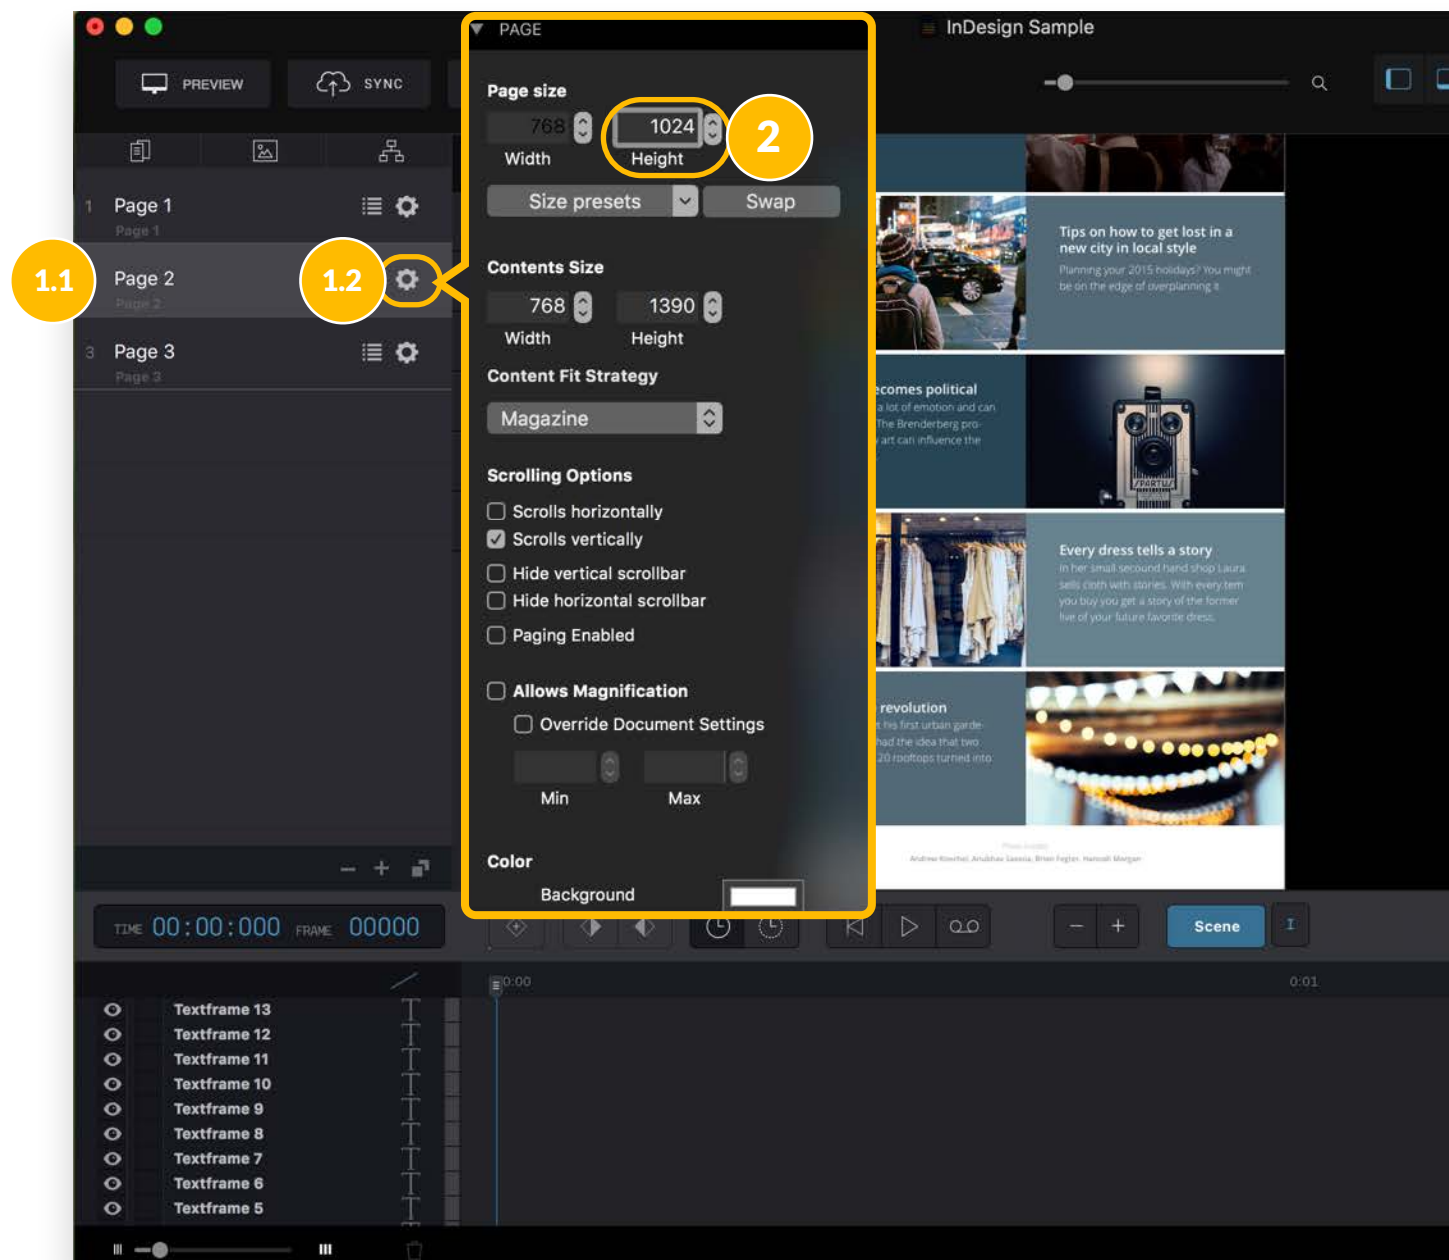 InDesign Sample
PREVIEW
SYNC
1 Page 1
Page 1
1.1
Page 2
Page 2
1.2
3 Page 3
Page 3
PAGE
Page size
768
1024
2
Width
Height
Size presets
Swap
Contents Size
768
1390
Width
Height
Content Fit Strategy
Magazine
Scrolling Options
Scrolls horizontally
Scrolls vertically
Hide vertical scrollbar
Hide horizontal scrollbar
Paging Enabled
Allows Magnification
Override Document Settings
Min
Max
Color
Background
Tips on how to get lost in a
new city in local style
Planning your 2015 holidays? You might
be on the edge of overplanning it
ecomes political
a lot of emotion and can
The Brenderberg pro-
art can influence the
Every dress tells a story
In her small secound hand shop Laura
sells cloth with stories. With every item
you buy you get a story of the former
live of your future favorite dress.
revolution
his first urban garde-
had the idea that two
20 rooftops turned into
TIME 00:00:000 FRAME 00000
Scene
I
0:00
0:01
Textframe 13
Textframe 12
Textframe 11
Textframe 10
Textframe 9
Textframe 8
Textframe 7
Textframe 6
Textframe 5